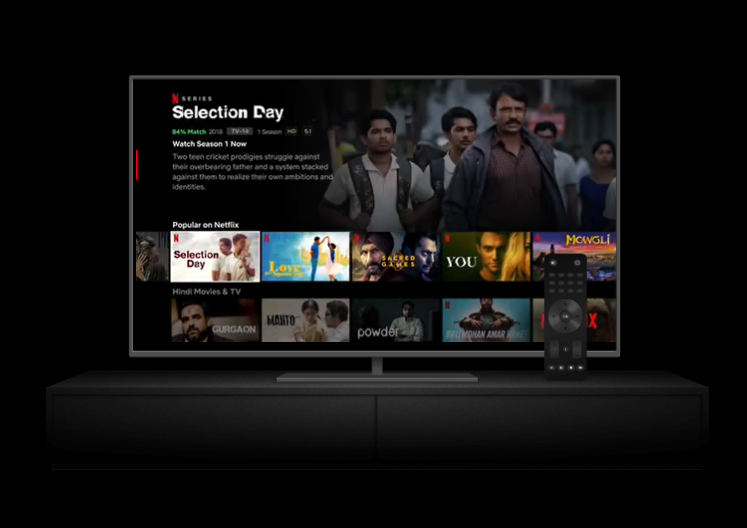 N SERIES
Selection Day
84% Match 2018 TV-14 1 Season HD 5.1
Watch Season 1 Now
Two teen cricket prodigies struggle against
their overbearing father and a system stacked
against them to realize their own ambitions and
identities.
Popular on Netflix
N Selection Day
N Love
N SACRED GAMES
N YOU
N MOWGLI
Hindi Movies & TV
GURGAON
MANTO
powder
N BRIJMOHAN AMAR RAHE
N X